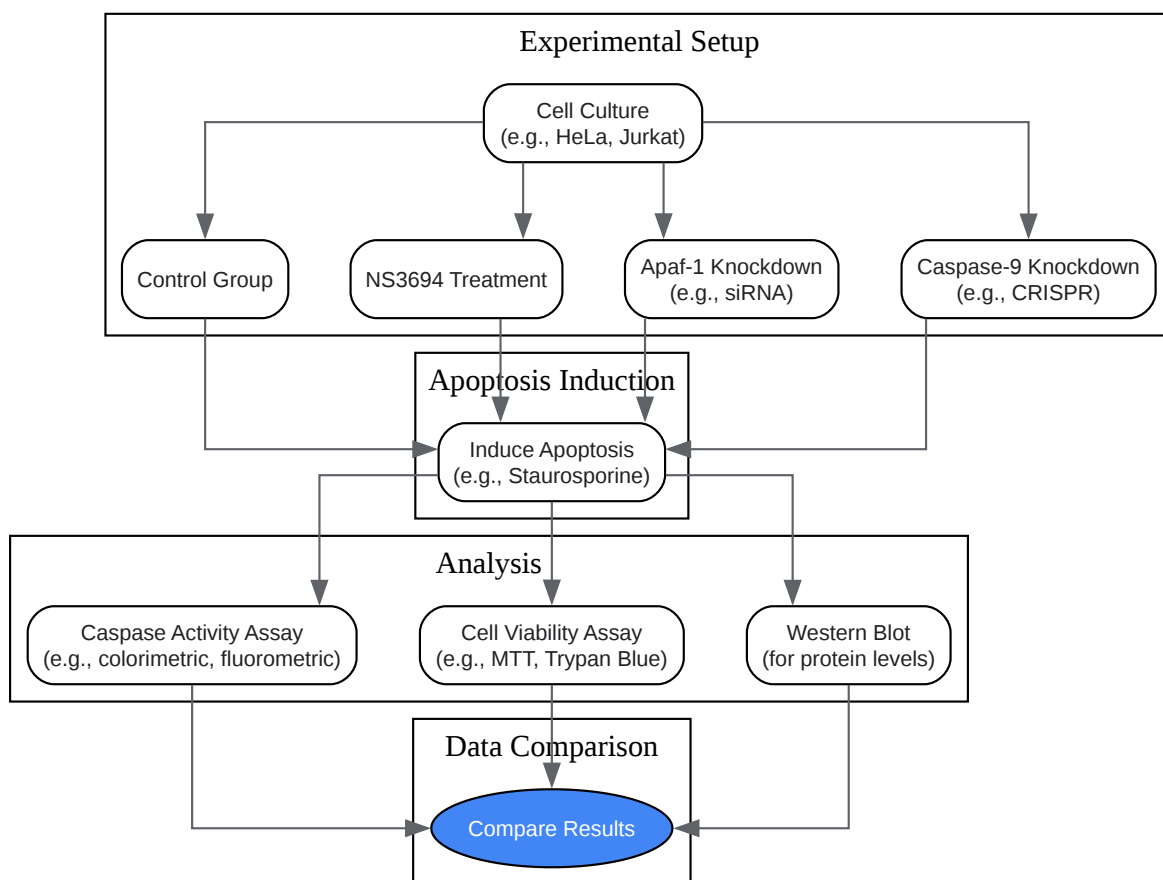 Experimental Setup
Cell Culture
(e.g., HeLa, Jurkat)
Control Group
NS3694 Treatment
Apaf-1 Knockdown
(e.g., siRNA)
Caspase-9 Knockdown
(e.g., CRISPR)
Apoptosis Induction
Induce Apoptosis
(e.g., Staurosporine)
Analysis
Caspase Activity Assay
(e.g., colorimetric, fluorometric)
Cell Viability Assay
(e.g., MTT, Trypan Blue)
Western Blot
(for protein levels)
Data Comparison
Compare Results